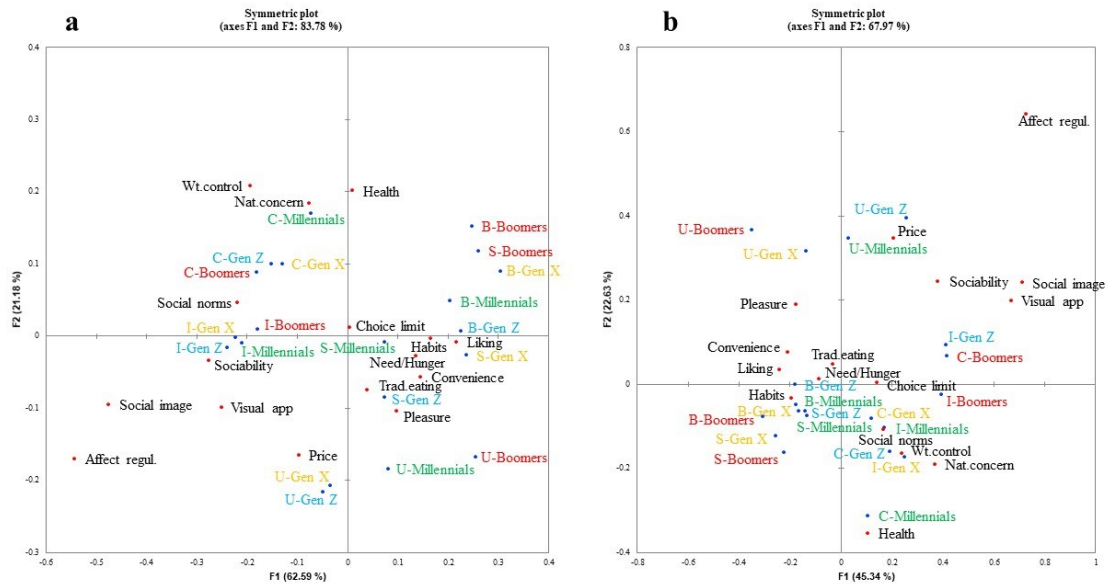 a
Symmetric plot
(axes F1 and F2: 83.78 %)
0.4
0.3
0.2
0.1
0
-0.1
-0.2
-0.3
F2 (21.18 %)
Wt.control
Health
Nat.concern
C-Millennials
B-Boomers
S-Boomers
C-Gen Z
C-Gen X
B-Gen X
C-Boomers
Social norms
B-Millennials
I-Gen X
I-Boomers
Choice limit
B-Gen Z
I-Gen Z
I-Millennials
S-Millennials
Habits
Liking
S-Gen X
Sociability
Need/Hunger
Convenience
Trad.eating
S-Gen Z
Social image
Visual app
Pleasure
Affect regul.
Price
U-Boomers
U-Gen X
U-Millennials
U-Gen Z
-0.6
-0.5
-0.4
-0.3
-0.2
-0.1
0
0.1
0.2
0.3
0.4
F1 (62.59 %)
b
Symmetric plot
(axes F1 and F2: 67.97 %)
0.8
0.6
0.4
0.2
0
-0.2
-0.4
F2 (22.63 %)
Affect regul.
U-Gen Z
U-Boomers
Price
U-Gen X
U-Millennials
Sociability
Social image
Visual app
Pleasure
I-Gen Z
Convenience
C-Boomers
Trad.eating
Liking
Need/Hunger
B-Gen Z
Choice limit
Habits
B-Millennials
I-Boomers
B-Gen X
S-Gen Z
C-Gen X
B-Boomers
S-Millennials
I-Millennials
S-Gen X
Social norms
S-Boomers
C-Gen Z
Wt.control
I-Gen X
Nat.concern
C-Millennials
Health
-0.6
-0.4
-0.2
0
0.2
0.4
0.6
0.8
1
F1 (45.34 %)